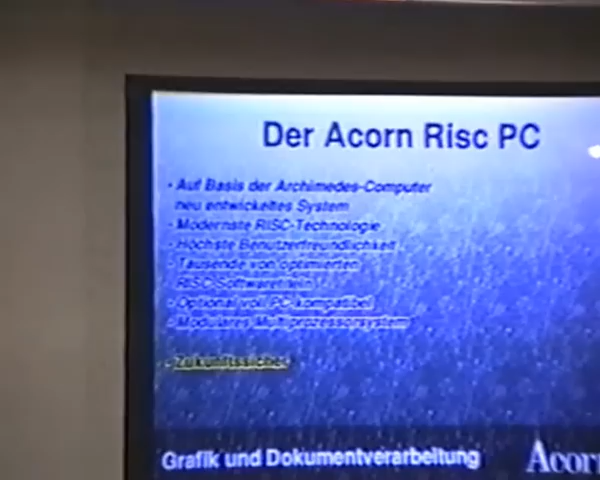 Der Acorn Risc PC
- Auf Basis der Archimedes-Computer
neu entwickeltes System
- Modernste RISC-Technologie
- Höchste Benutzerfreundlichkeit
- Tausende von optimierten
RISC-Softwaretiteln
- Optional voll PC-kompatibel
- Modulares Multiprozessorsystem
- Zukunftssicher
Grafik und Dokumentverarbeitung
Acorn